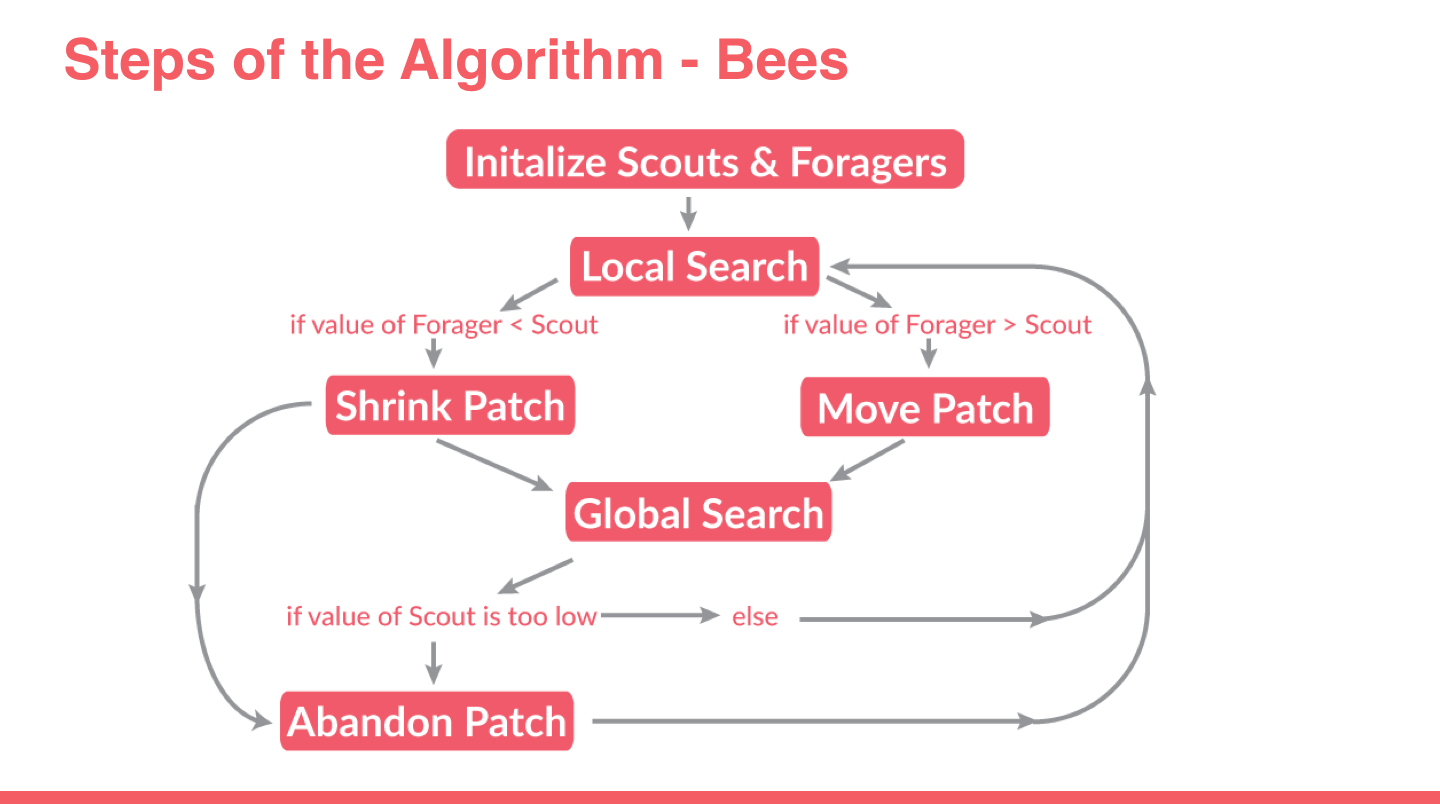 Steps of the Algorithm - Bees
Initalize Scouts & Foragers
Local Search
if value of Forager < Scout
if value of Forager > Scout
Shrink Patch
Move Patch
Global Search
if value of Scout is too low
else
Abandon Patch